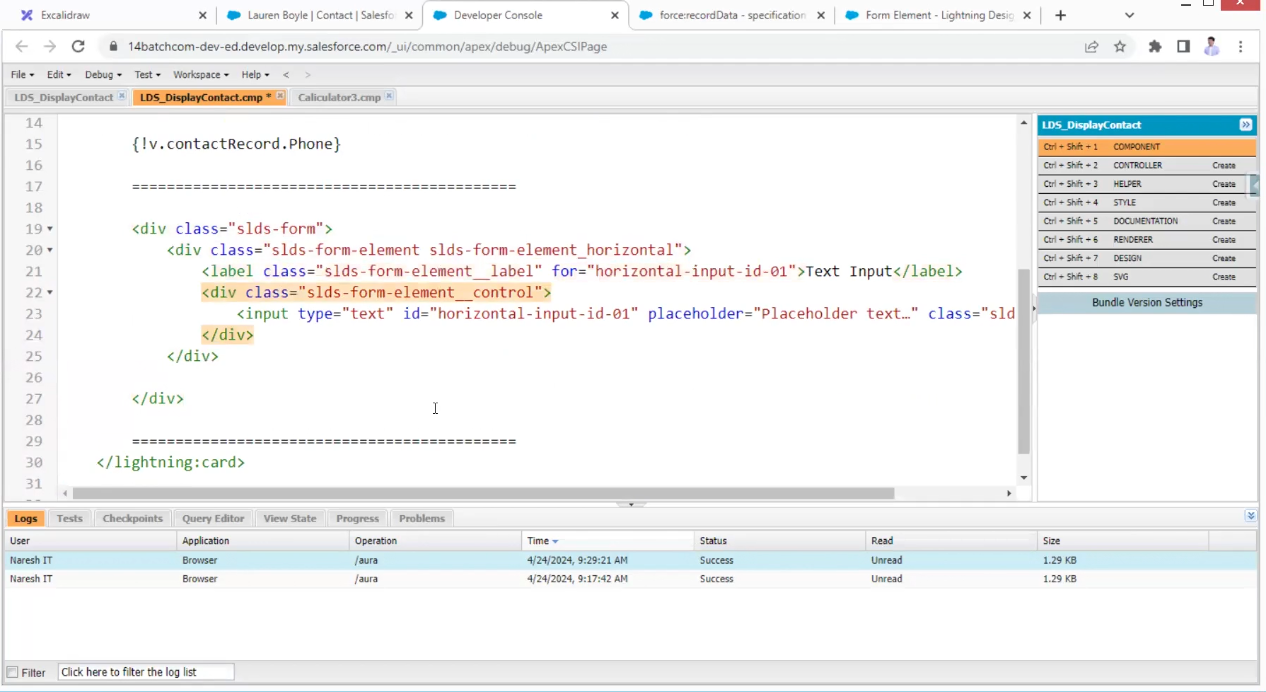 Excalidraw
Lauren Boyle | Contact | Salesfo
Developer Console
force:recordData - specification
Form Element - Lightning Desig
14batchcom-dev-ed.develop.my.salesforce.com/_ui/common/apex/debug/ApexCSIPage
File Edit Debug Test Workspace Help < >
LDS_DisplayContact LDS_DisplayContact.cmp * Caliculator3.cmp
14
15 {!v.contactRecord.Phone}
16
17 ============================================
18
19 <div class="slds-form">
20 <div class="slds-form-element slds-form-element_horizontal">
21 <label class="slds-form-element__label" for="horizontal-input-id-01">Text Input</label>
22 <div class="slds-form-element__control">
23 <input type="text" id="horizontal-input-id-01" placeholder="Placeholder text…" class="sld
24 </div>
25 </div>
26
27 </div>
28
29 ============================================
30 </lightning:card>
31
LDS_DisplayContact
Ctrl + Shift + 1 COMPONENT
Ctrl + Shift + 2 CONTROLLER Create
Ctrl + Shift + 3 HELPER Create
Ctrl + Shift + 4 STYLE Create
Ctrl + Shift + 5 DOCUMENTATION Create
Ctrl + Shift + 6 RENDERER Create
Ctrl + Shift + 7 DESIGN Create
Ctrl + Shift + 8 SVG Create
Bundle Version Settings
Logs Tests Checkpoints Query Editor View State Progress Problems
User Application Operation Time Status Read Size
Naresh IT Browser /aura 4/24/2024, 9:29:21 AM Success Unread 1.29 KB
Naresh IT Browser /aura 4/24/2024, 9:17:42 AM Success Unread 1.29 KB
Filter Click here to filter the log list